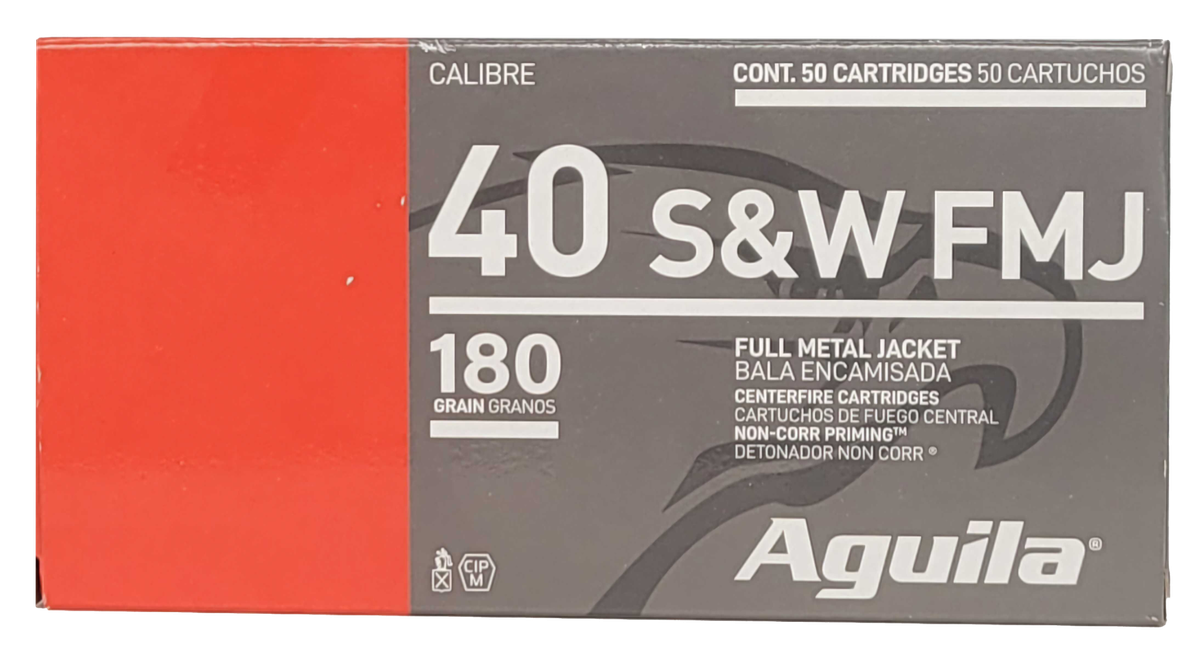 CALIBRE
CONT. 50 CARTRIDGES 50 CARTUCHOS
40 S&W FMJ
180
GRAIN GRANOS
FULL METAL JACKET
BALA ENCAMISADA
CENTERFIRE CARTRIDGES
CARTUCHOS DE FUEGO CENTRAL
NON-CORR PRIMING™
DETONADOR NON CORR ®
X
CIP
M
Aguila®